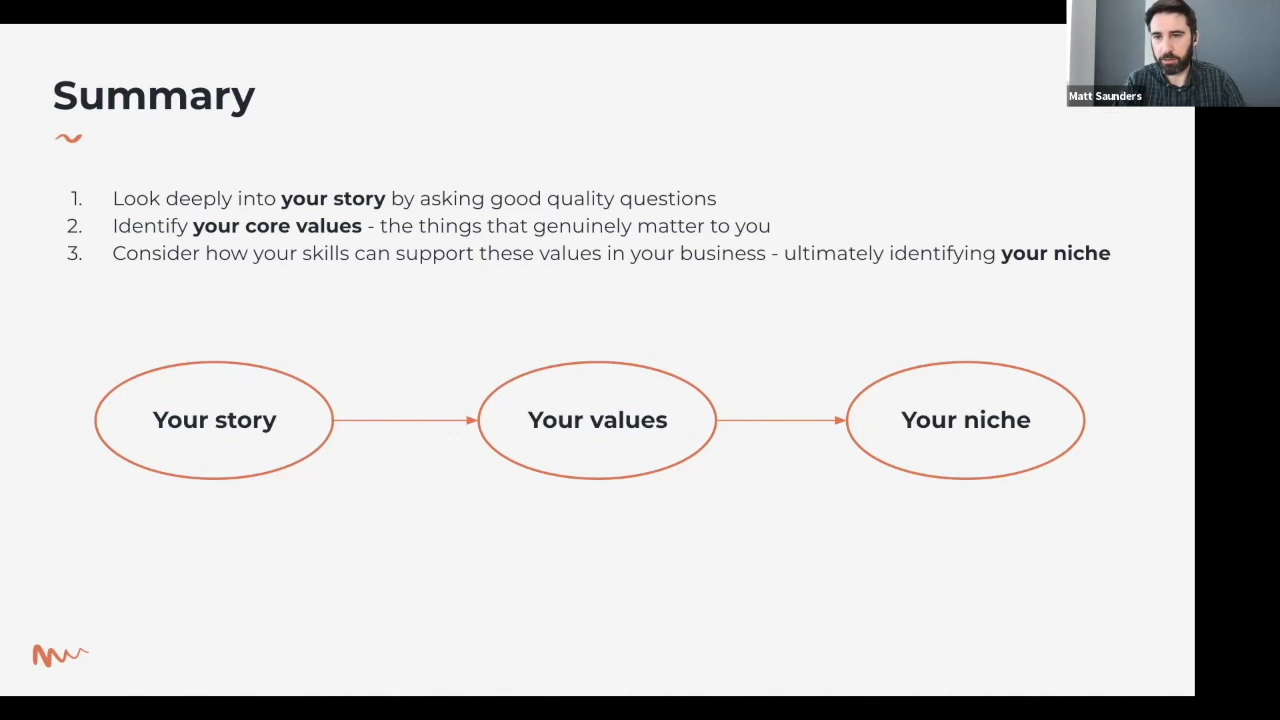 Summary
Matt Saunders
1. Look deeply into your story by asking good quality questions
2. Identify your core values - the things that genuinely matter to you
3. Consider how your skills can support these values in your business - ultimately identifying your niche
Your story
Your values
Your niche